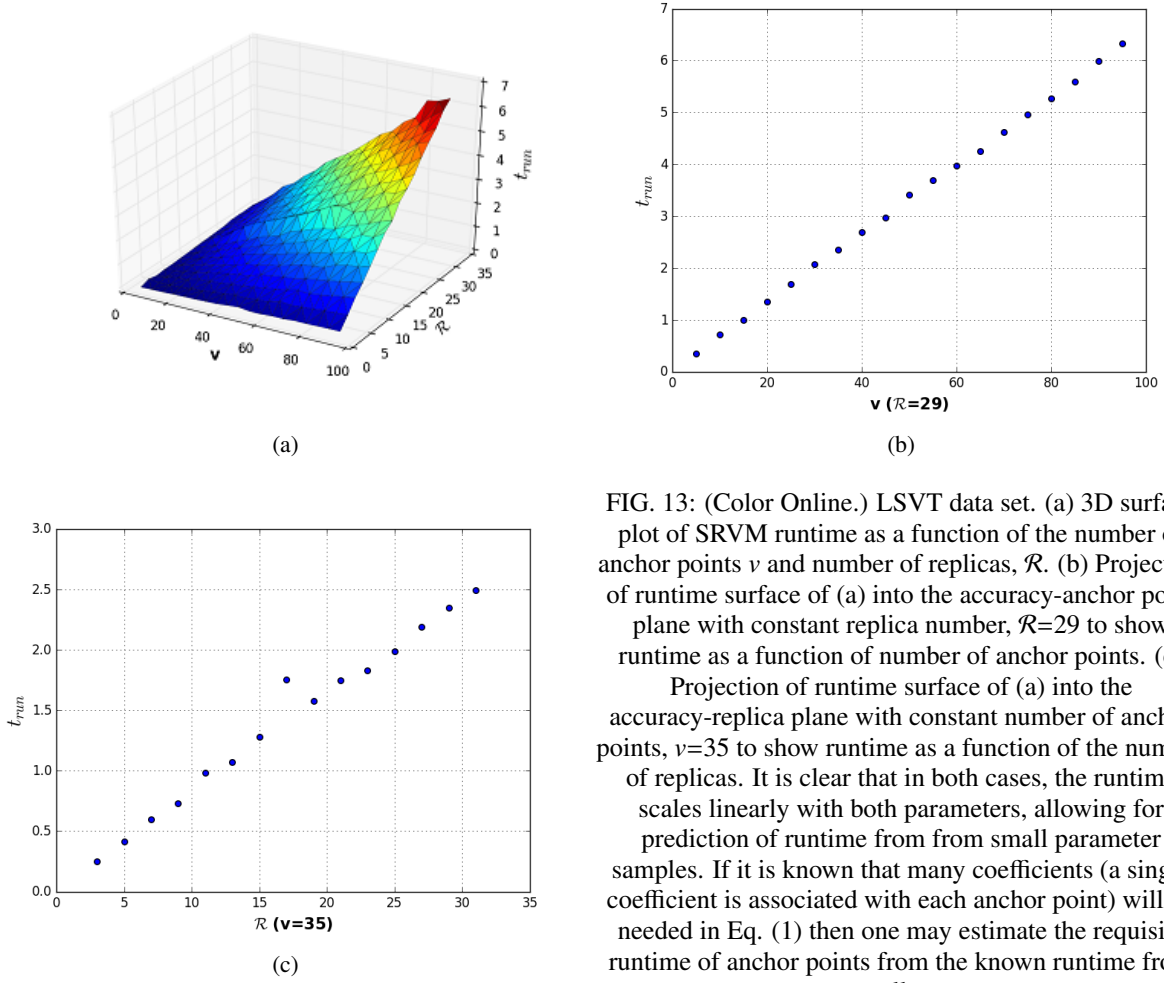 7
6
5
4
3
2
1
0
t_run
35
30
25
20
15
10
5
0
ℛ
0
20
40
60
80
100
v
(a)
7
6
5
4
3
2
1
0
t_run
0 20 40 60 80 100
v (ℛ=29)
(b)
3.0
2.5
2.0
1.5
1.0
0.5
0.0
t_run
0 5 10 15 20 25 30 35
ℛ (v=35)
(c)
FIG. 13: (Color Online.) LSVT data set. (a) 3D
plot of SRVM runtime as a function of the number
anchor points v and number of replicas, ℛ. (b)
of runtime surface of (a) into the accuracy-anchor
plane with constant replica number, ℛ=29 to show
runtime as a function of number of anchor points.
Projection of runtime surface of (a) into the
accuracy-replica plane with constant number of
points, v=35 to show runtime as a function of the
of replicas. It is clear that in both cases, the
scales linearly with both parameters, allowing for
prediction of runtime from from small parameter
samples. If it is known that many coefficients (a
coefficient is associated with each anchor point) will
needed in Eq. (1) then one may estimate the
runtime of anchor points from the known runtime